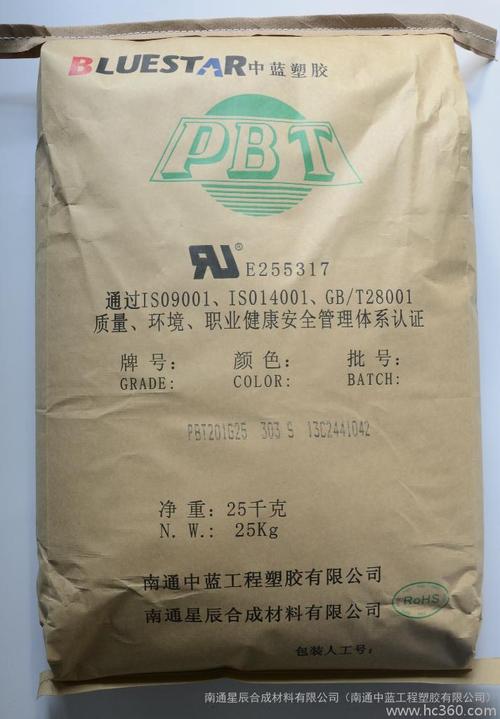 BLUESTAR中蓝塑胶
PBT
RU® E255317
通过ISO9001、ISO14001、GB/T28001
质量、环境、职业健康安全管理体系认证
牌号: 颜色: 批号:
GRADE: COLOR: BATCH:
PBT201G25 303 S 13C2441042
净 重: 25千克
N. W.: 25Kg
南通中蓝工程塑胶有限公司
南通星辰合成材料有限公司
RoHS
包装人工号:
南通星辰合成材料有限公司（南通中蓝工程塑胶有限公司）
www.hc360.com